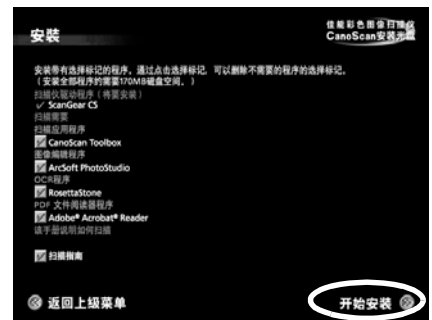 安装
佳能彩色图像扫描仪
CanoScan安装光盘
安装带有选择标记的程序，通过点击选择标记，可以删除不需要的程序的选择标记。
（安装全部程序约需要170MB硬盘空间。）
扫描仪驱动程序（将要安装）
ScanGear CS
扫描需要
扫描应用程序
CanoScan Toolbox
图像编辑程序
ArcSoft PhotoStudio
OCR程序
RosettaStone
PDF 文件阅读器程序
Adobe® Acrobat® Reader
该手册说明如何扫描
扫描指南
返回上级菜单
开始安装